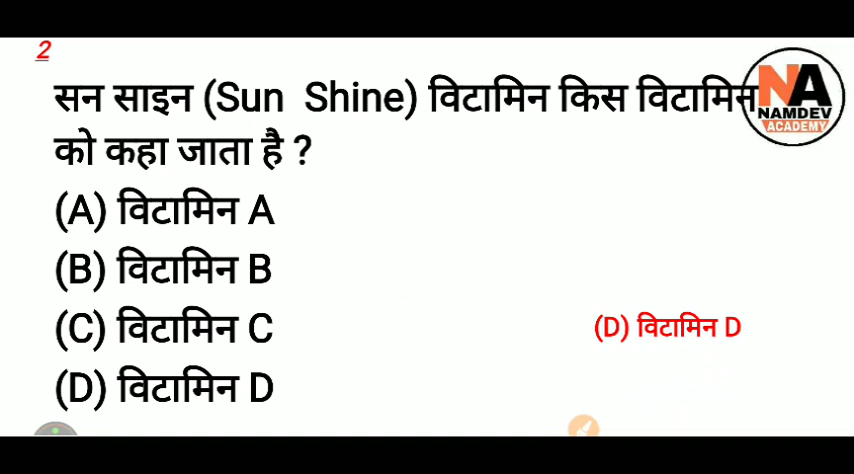 2
सन साइन (Sun Shine) विटामिन किस विटामिन
को कहा जाता है ?
(A) विटामिन A
(B) विटामिन B
(C) विटामिन C
(D) विटामिन D
(D) विटामिन D
NA
NAMDEV
ACADEMY